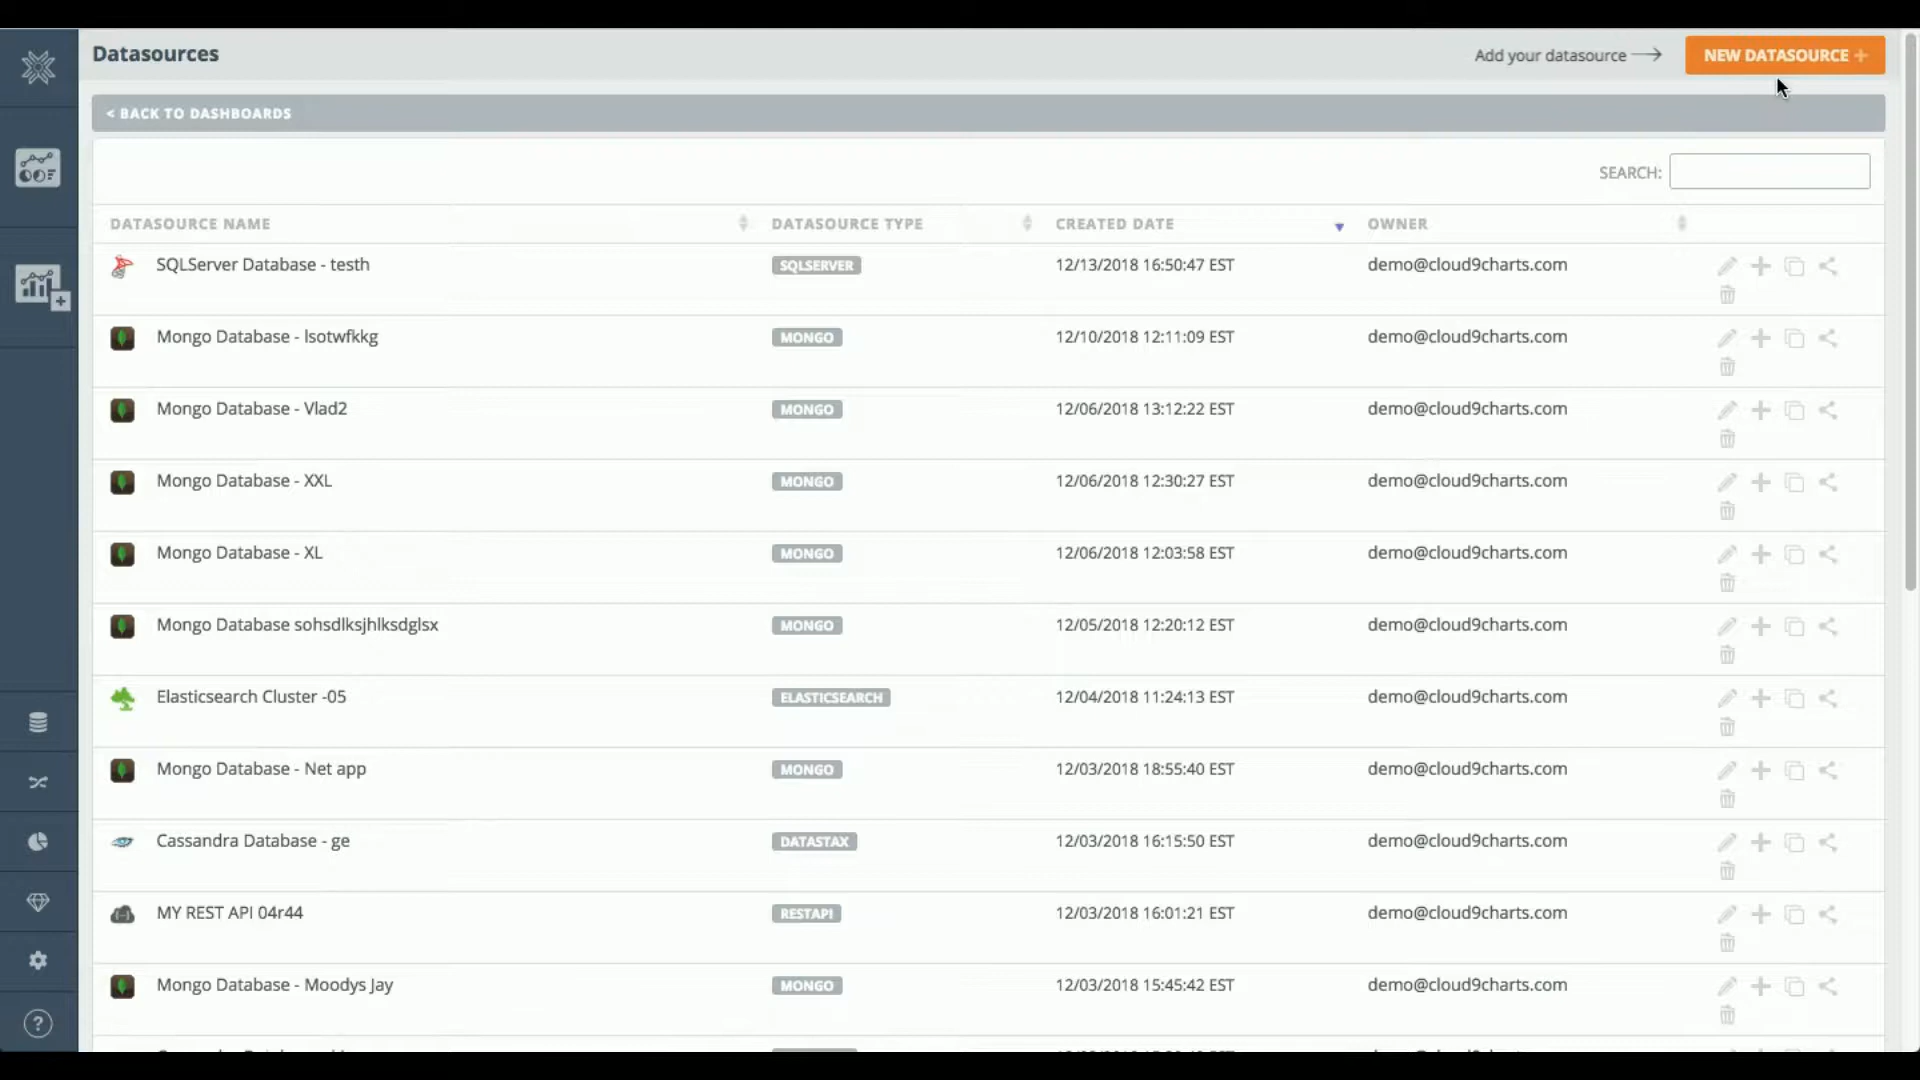 Datasources
Add your datasource
NEW DATASOURCE +
< BACK TO DASHBOARDS
SEARCH:
DATASOURCE NAME DATASOURCE TYPE CREATED DATE OWNER
SQLServer Database - testh SQLSERVER 12/13/2018 16:50:47 EST demo@cloud9charts.com
Mongo Database - lsotwfkkg MONGO 12/10/2018 12:11:09 EST demo@cloud9charts.com
Mongo Database - Vlad2 MONGO 12/06/2018 13:12:22 EST demo@cloud9charts.com
Mongo Database - XXL MONGO 12/06/2018 12:30:27 EST demo@cloud9charts.com
Mongo Database - XL MONGO 12/06/2018 12:03:58 EST demo@cloud9charts.com
Mongo Database sohsdlksjhlksdglsx MONGO 12/05/2018 12:20:12 EST demo@cloud9charts.com
Elasticsearch Cluster -05 ELASTICSEARCH 12/04/2018 11:24:13 EST demo@cloud9charts.com
Mongo Database - Net app MONGO 12/03/2018 18:55:40 EST demo@cloud9charts.com
Cassandra Database - ge DATASTAX 12/03/2018 16:15:50 EST demo@cloud9charts.com
MY REST API 04r44 RESTAPI 12/03/2018 16:01:21 EST demo@cloud9charts.com
Mongo Database - Moodys Jay MONGO 12/03/2018 15:45:42 EST demo@cloud9charts.com